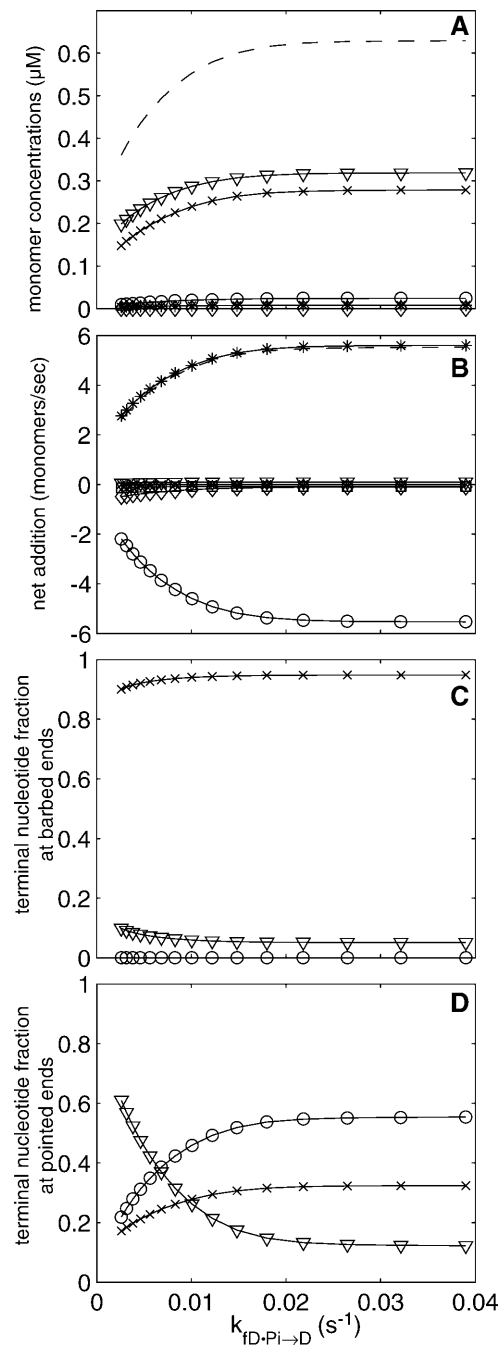 A
monomer concentrations (μM)
0.6
0.5
0.4
0.3
0.2
0.1
0
B
net addition (monomers/sec)
6
4
2
0
-2
-4
-6
C
terminal nucleotide fraction
at barbed ends
1
0.8
0.6
0.4
0.2
0
D
terminal nucleotide fraction
at pointed ends
1
0.8
0.6
0.4
0.2
0
0 0.01 0.02 0.03 0.04
k_fD•Pi→D (s⁻¹)